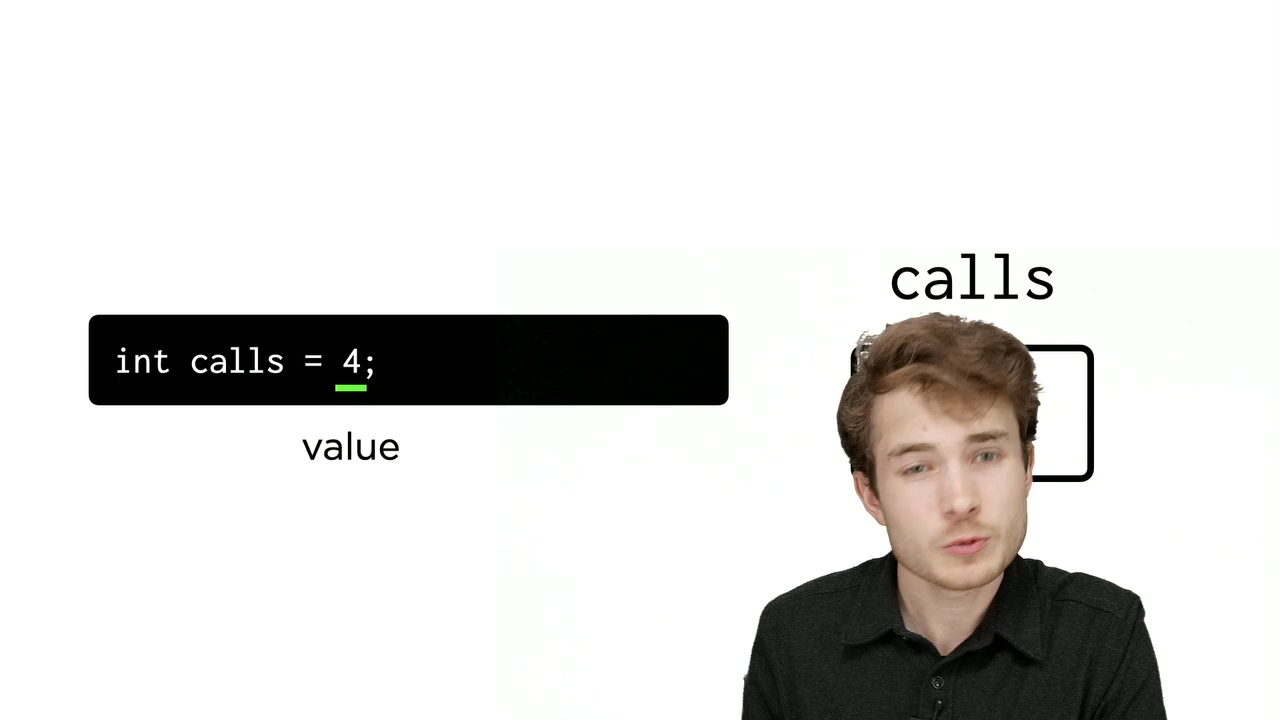 calls
int calls = 4;
value